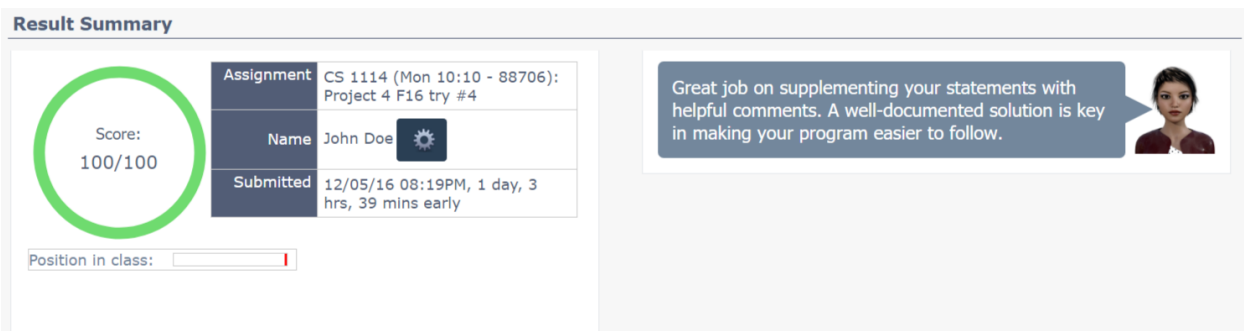 Result Summary
Score:
100/100
Assignment
CS 1114 (Mon 10:10 - 88706):
Project 4 F16 try #4
Name
John Doe
Submitted
12/05/16 08:19PM, 1 day, 3
hrs, 39 mins early
Position in class:
Great job on supplementing your statements with
helpful comments. A well-documented solution is key
in making your program easier to follow.